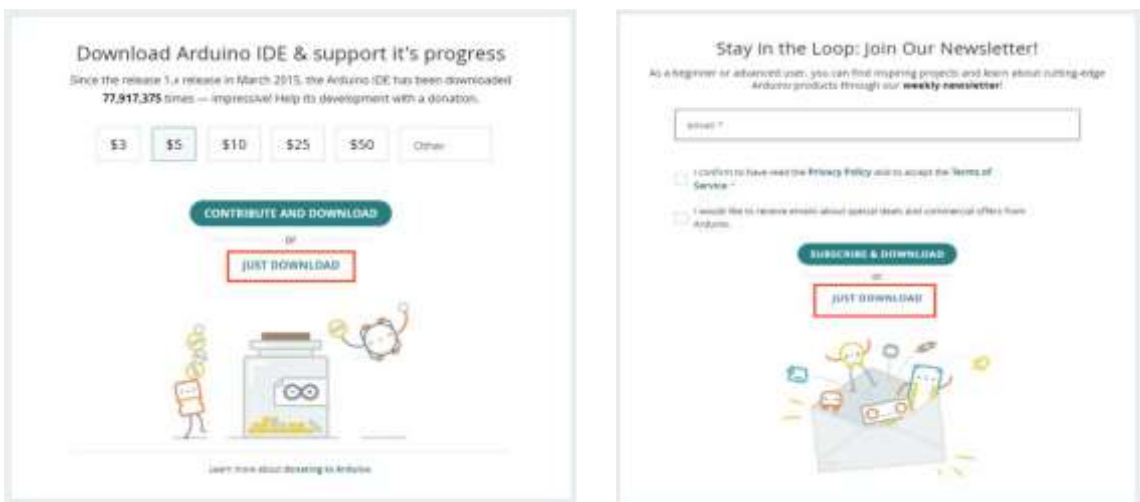 Download Arduino IDE & support it's progress
Since the release 1.x release in March 2015, the Arduino IDE has been downloaded
77,917,375 times — impressive! Help its development with a donation.
$3 $5 $10 $25 $50 Other
CONTRIBUTE AND DOWNLOAD
or
JUST DOWNLOAD
Learn more about donating to Arduino.
Stay in the Loop: Join Our Newsletter!
As a beginner or advanced user, you can find inspiring projects and learn about cutting-edge
Arduino products through our weekly newsletter!
email *
I confirm to have read the Privacy Policy and to accept the Terms of
Service *
I would like to receive emails about special deals and commercial offers from
Arduino.
SUBSCRIBE & DOWNLOAD
or
JUST DOWNLOAD